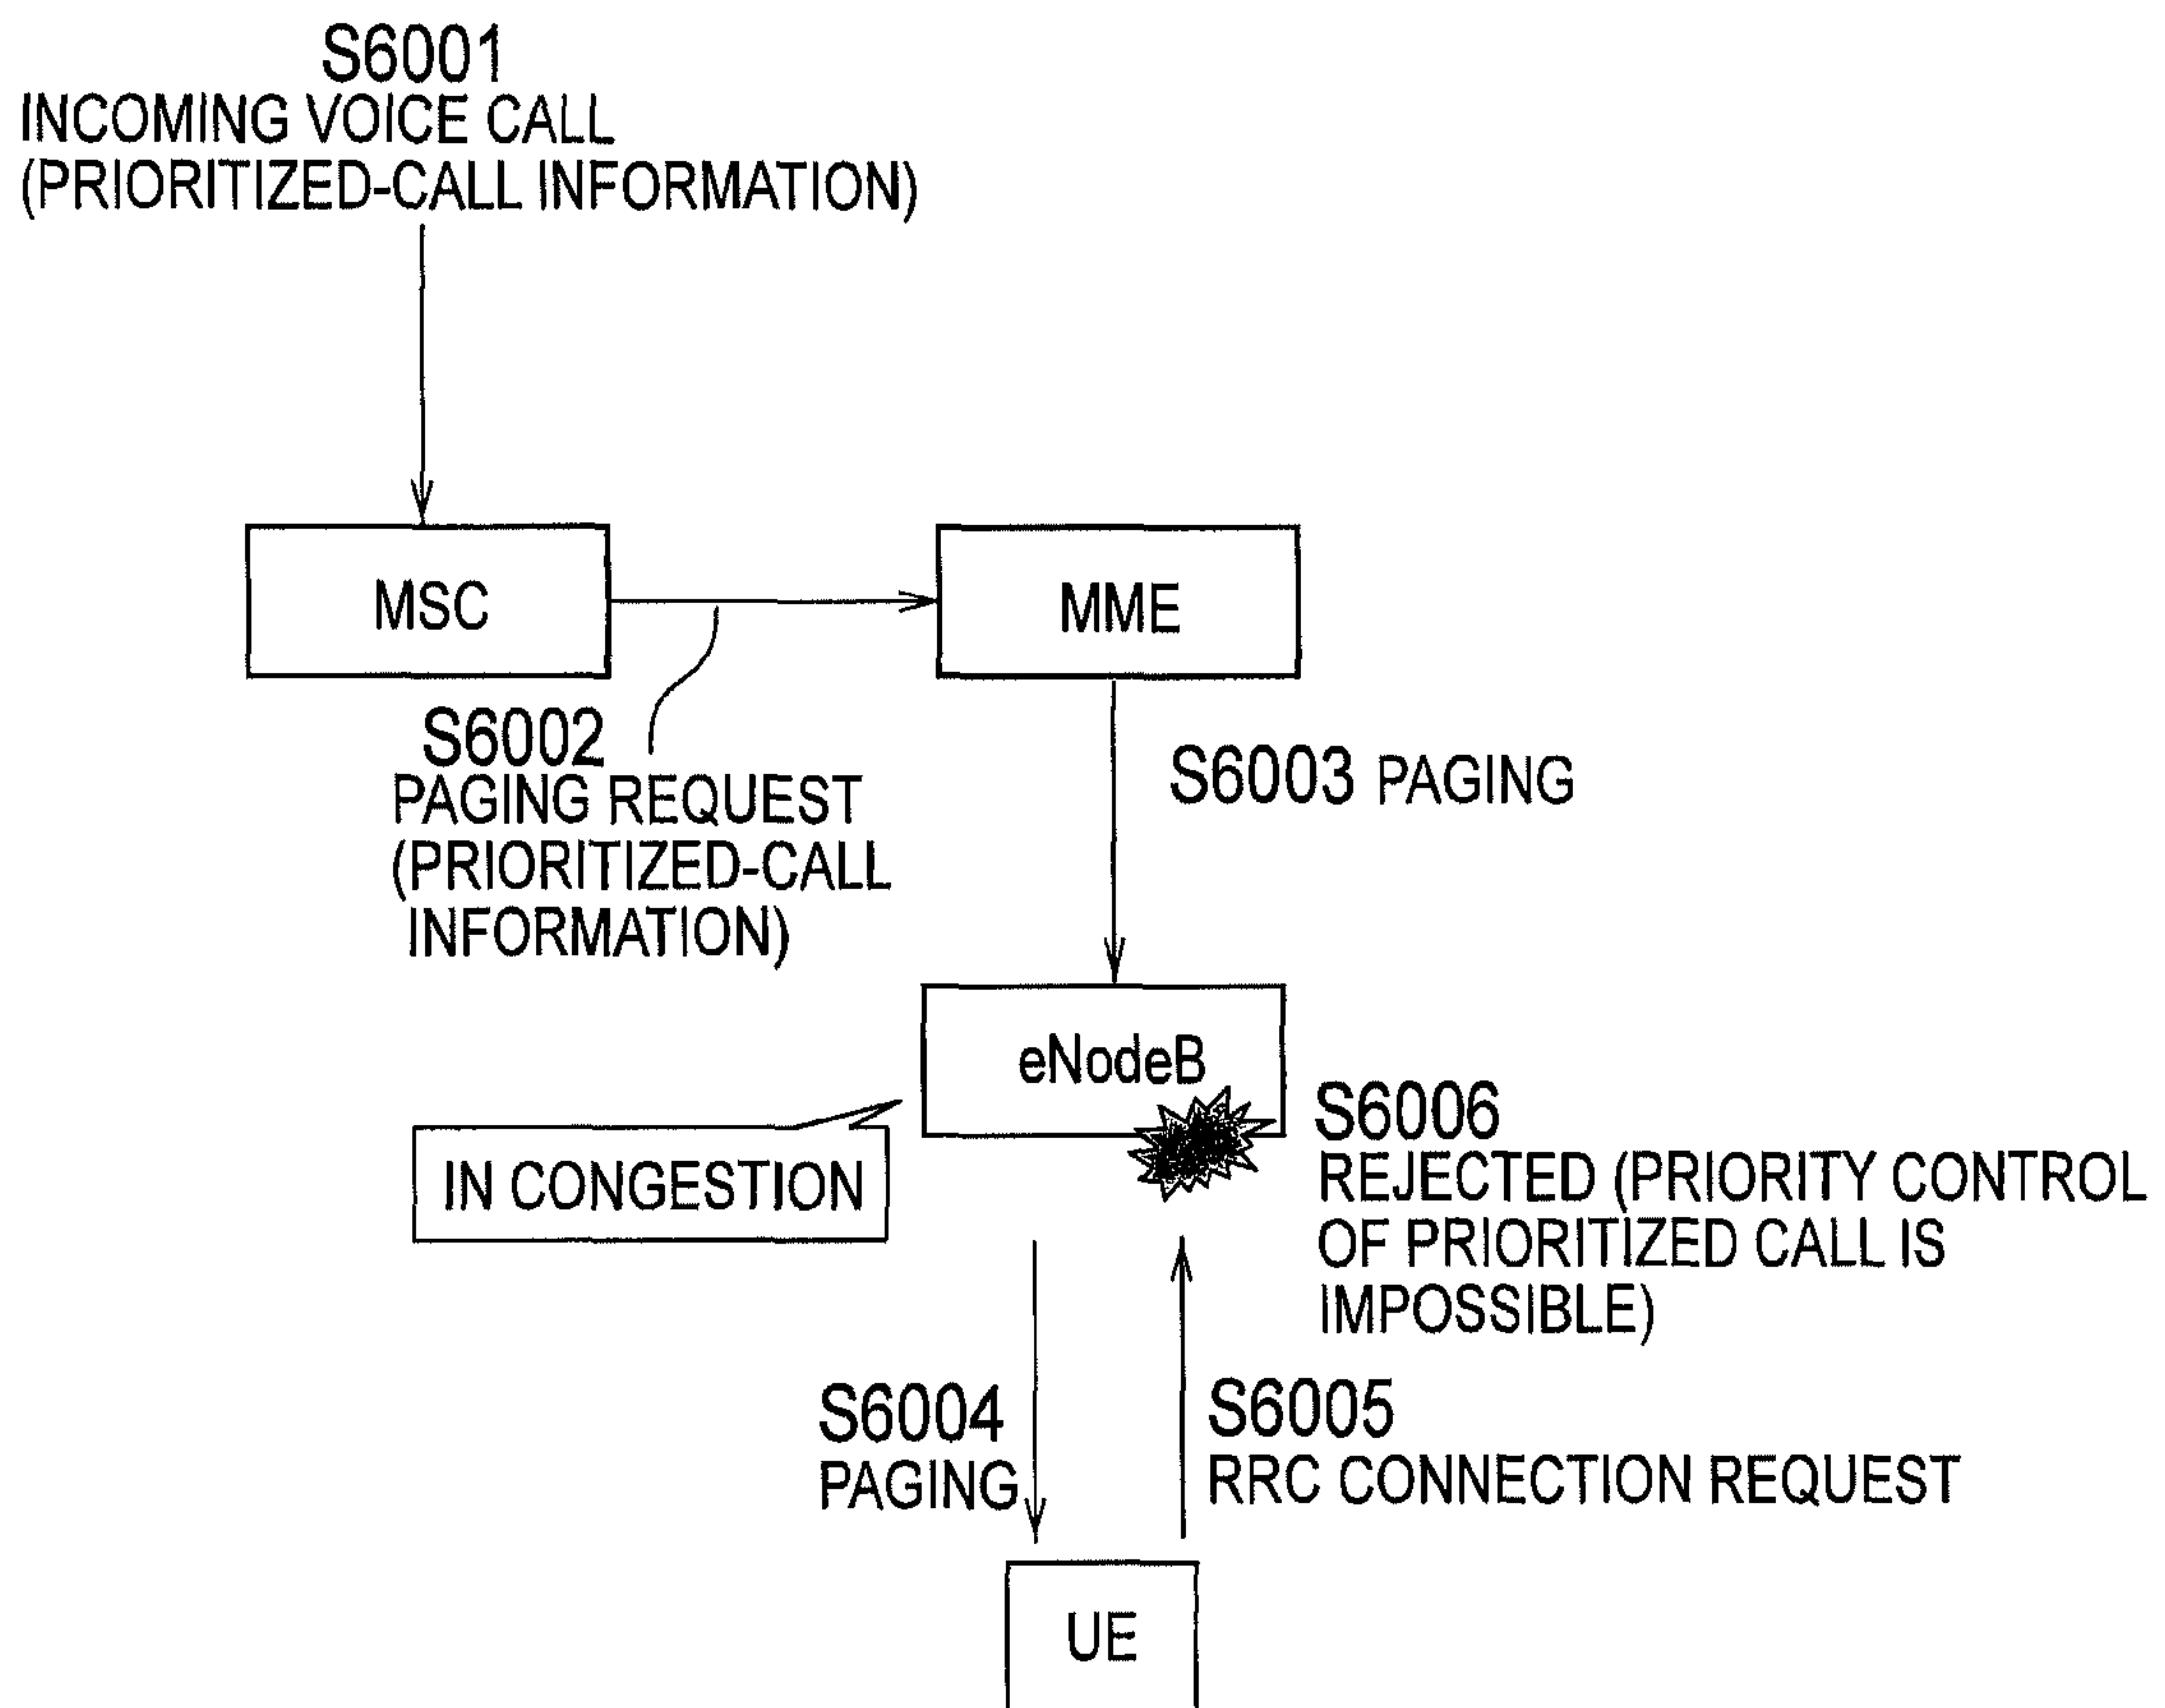 S6001
INCOMING VOICE CALL
(PRIORITIZED-CALL INFORMATION)
MSC
MME
S6002
PAGING REQUEST
(PRIORITIZED-CALL
INFORMATION)
S6003 PAGING
eNodeB
IN CONGESTION
S6006
REJECTED (PRIORITY CONTROL
OF PRIORITIZED CALL IS
IMPOSSIBLE)
S6004
PAGING
S6005
RRC CONNECTION REQUEST
UE